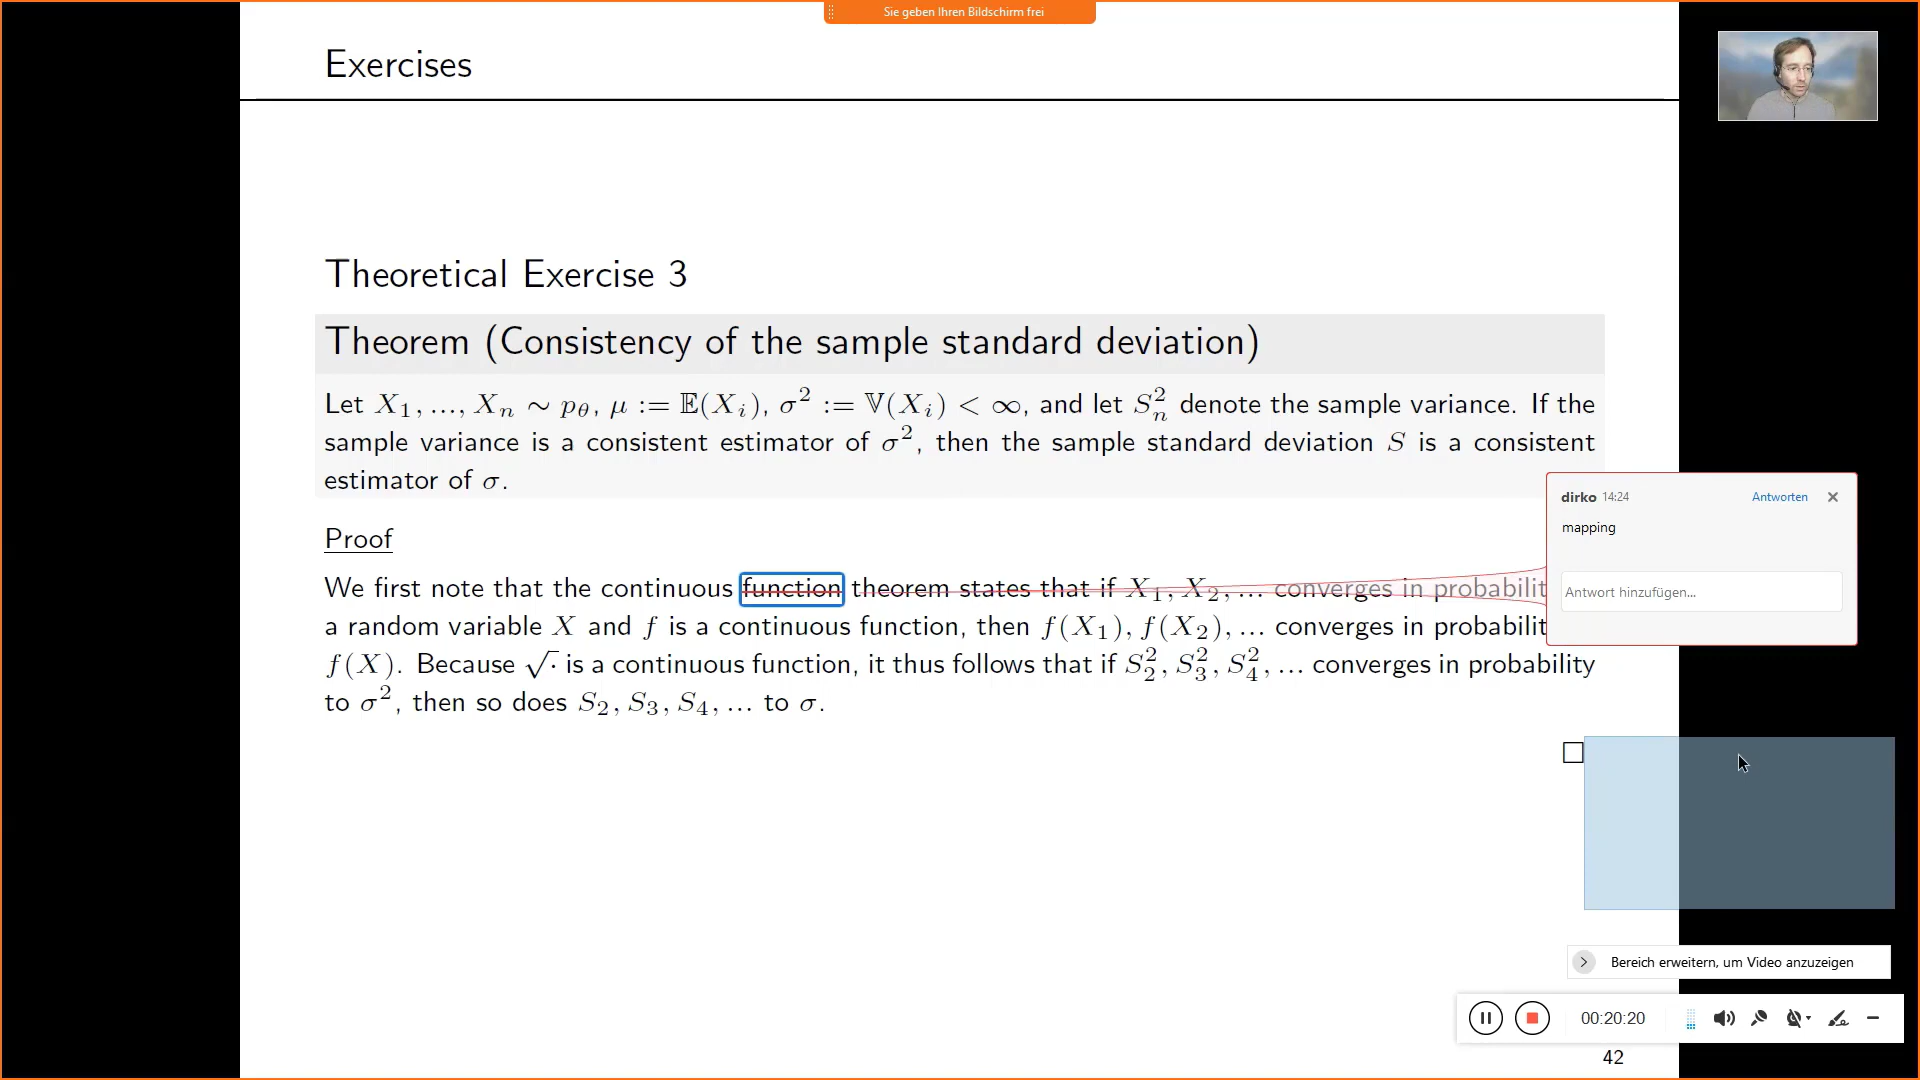 Sie geben Ihren Bildschirm frei
Exercises
Theoretical Exercise 3
Theorem (Consistency of the sample standard deviation)
Let X₁, ..., Xₙ ∼ p_θ, μ := 𝔼(Xᵢ), σ² := 𝕍(Xᵢ) < ∞, and let Sₙ² denote the sample variance. If the
sample variance is a consistent estimator of σ², then the sample standard deviation S is a consistent
estimator of σ.
Proof
We first note that the continuous function theorem states that if X₁, X₂, ... converges in probabilit
a random variable X and f is a continuous function, then f(X₁), f(X₂), ... converges in probabilit
f(X). Because √· is a continuous function, it thus follows that if S₂², S₃², S₄², ... converges in probability
to σ², then so does S₂, S₃, S₄, ... to σ.
□
dirko 14:24 Antworten
mapping
Antwort hinzufügen...
Bereich erweitern, um Video anzuzeigen
00:20:20
42